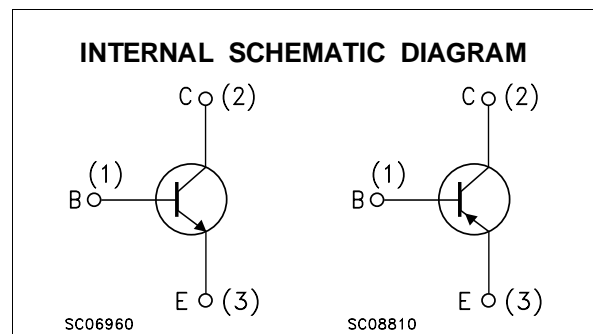 INTERNAL SCHEMATIC DIAGRAM
C (2) C (2)
(1) (1)
B B
E (3) E (3)
SC06960 SC08810